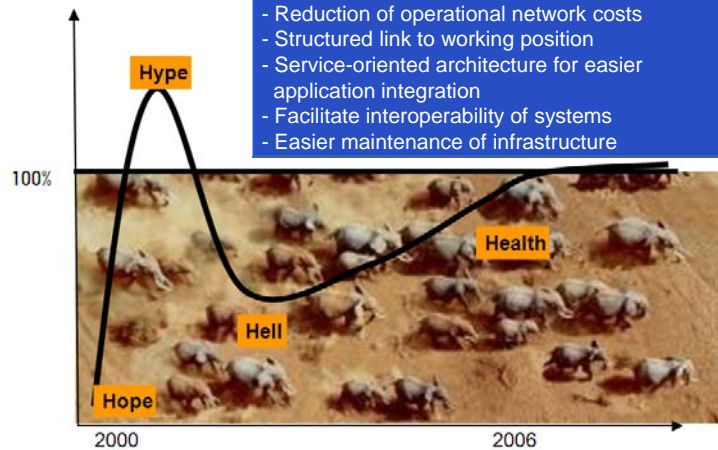 - Reduction of operational network costs
- Structured link to working position
- Service-oriented architecture for easier
application integration
- Facilitate interoperability of systems
- Easier maintenance of infrastructure
Hype
100%
Health
Hell
Hope
2000
2006